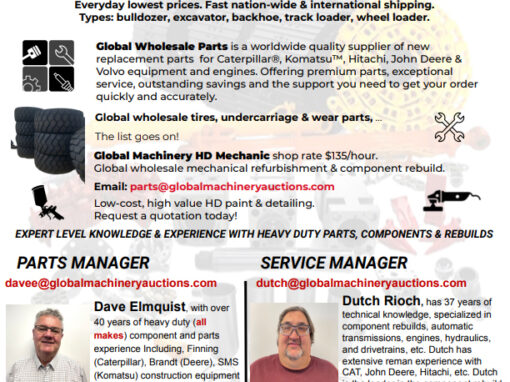 Everyday lowest prices. Fast nation-wide & international shipping.
Types: bulldozer, excavator, backhoe, track loader, wheel loader.
Global Wholesale Parts is a worldwide quality supplier of new
replacement parts for Caterpillar®, Komatsu™, Hitachi, John Deere &
Volvo equipment and engines. Offering premium parts, exceptional
service, outstanding savings and the support you need to get your order
quickly and accurately.
Global wholesale tires, undercarriage & wear parts, ...
The list goes on!
Global Machinery HD Mechanic shop rate $135/hour.
Global wholesale mechanical refurbishment & component rebuild.
Email: parts@globalmachineryauctions.com
Low-cost, high value HD paint & detailing.
Request a quotation today!
EXPERT LEVEL KNOWLEDGE & EXPERIENCE WITH HEAVY DUTY PARTS, COMPONENTS & REBUILDS
PARTS MANAGER
davee@globalmachineryauctions.com
Dave Elmquist, with over
40 years of heavy duty (all
makes) component and parts
experience Including, Finning
(Caterpillar), Brandt (Deere), SMS
(Komatsu) construction equipment
SERVICE MANAGER
dutch@globalmachineryauctions.com
Dutch Rioch, has 37 years of
technical knowledge, specialized in
component rebuilds, automatic
transmissions, engines, hydraulics,
and drivetrains, etc. Dutch has
extensive reman experience with
CAT, John Deere, Hitachi, etc. Dutch